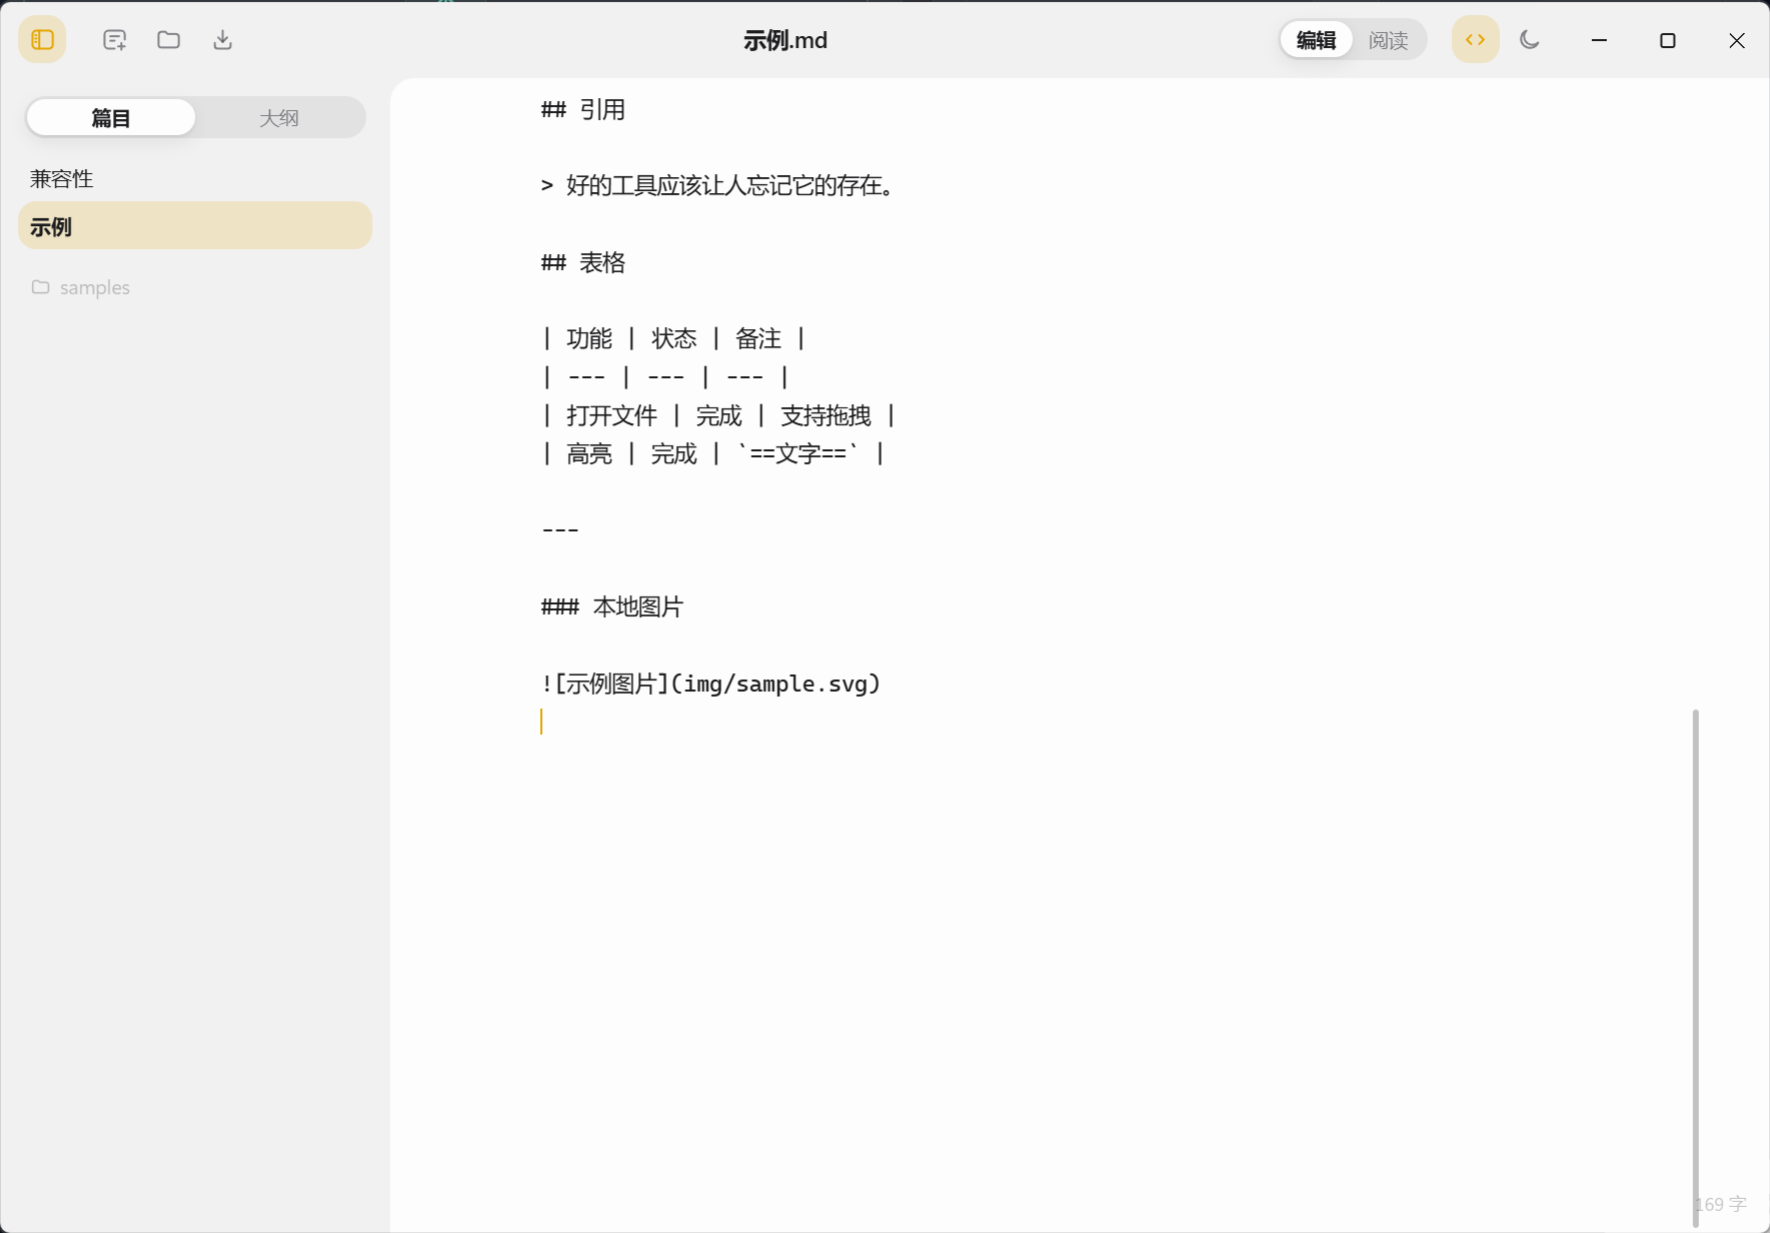 示例.md
编辑
阅读
篇目
大纲
兼容性
示例
samples
## 引用
> 好的工具应该让人忘记它的存在。
## 表格
| 功能 | 状态 | 备注 |
| --- | --- | --- |
| 打开文件 | 完成 | 支持拖拽 |
| 高亮 | 完成 | `==文字==` |
---
### 本地图片
![示例图片](img/sample.svg)
169 字